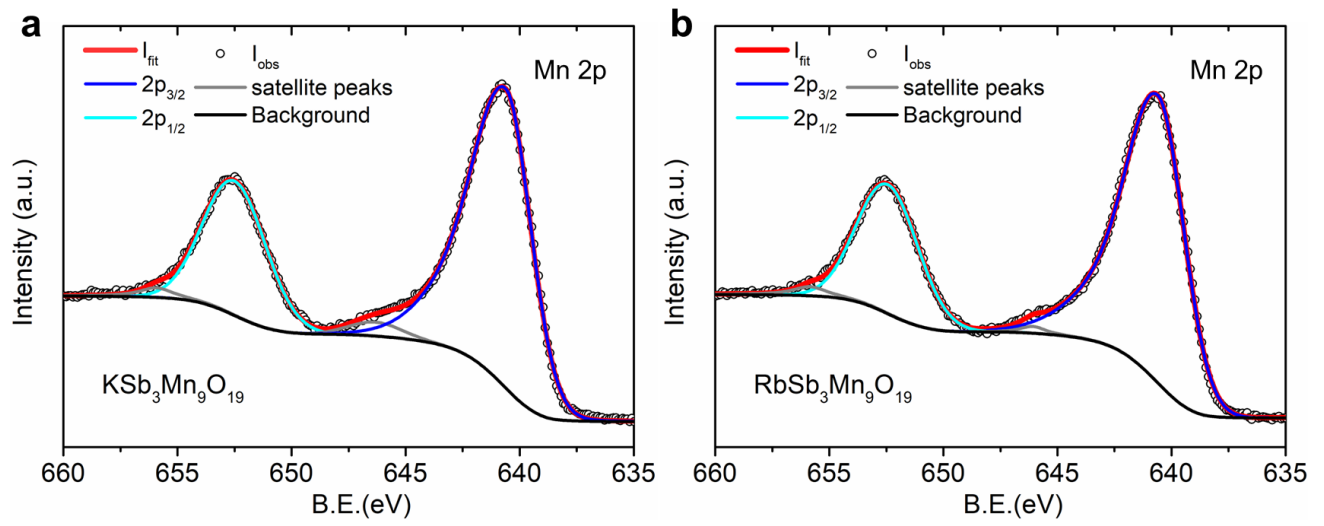 a
I_fit I_obs
2p_3/2 satellite peaks
2p_1/2 Background
Mn 2p
Intensity (a.u.)
KSb_3Mn_9O_19
660 655 650 645 640 635
B.E.(eV)
b
I_fit I_obs
2p_3/2 satellite peaks
2p_1/2 Background
Mn 2p
Intensity (a.u.)
RbSb_3Mn_9O_19
660 655 650 645 640 635
B.E.(eV)